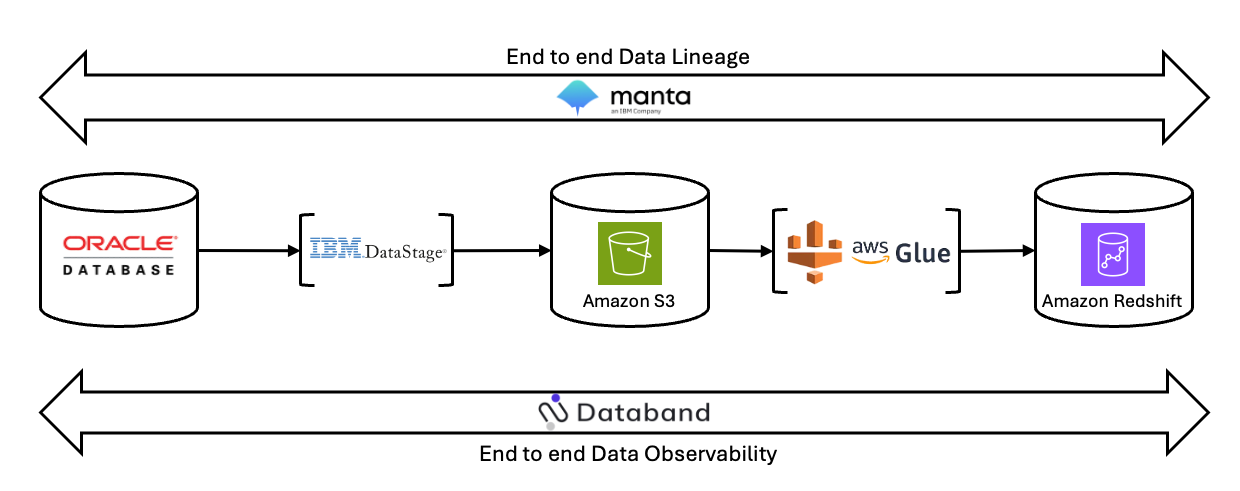 End to end Data Lineage
manta
an IBM Company
ORACLE®
DATABASE
IBM DataStage®
Amazon S3
aws Glue
Amazon Redshift
Databand
End to end Data Observability